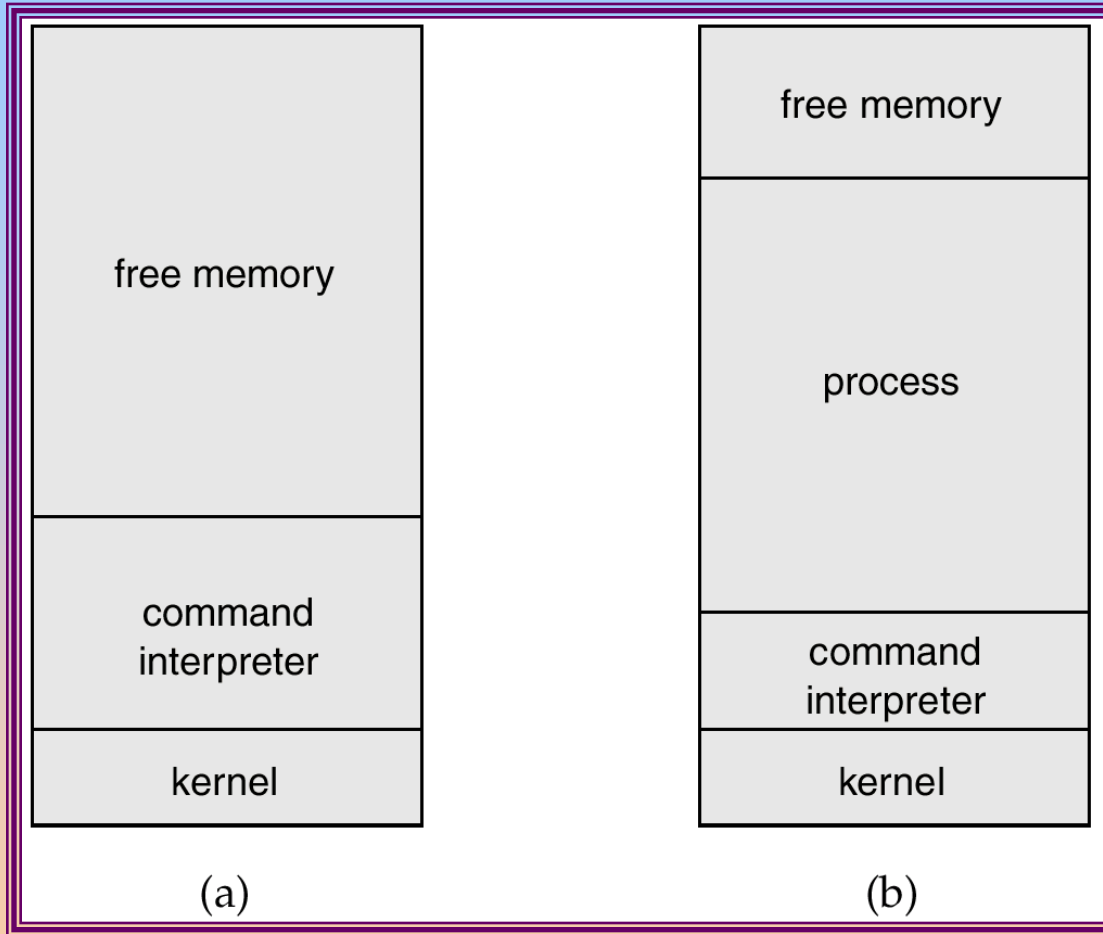 free memory
command
interpreter
kernel
(a)
free memory
process
command
interpreter
kernel
(b)